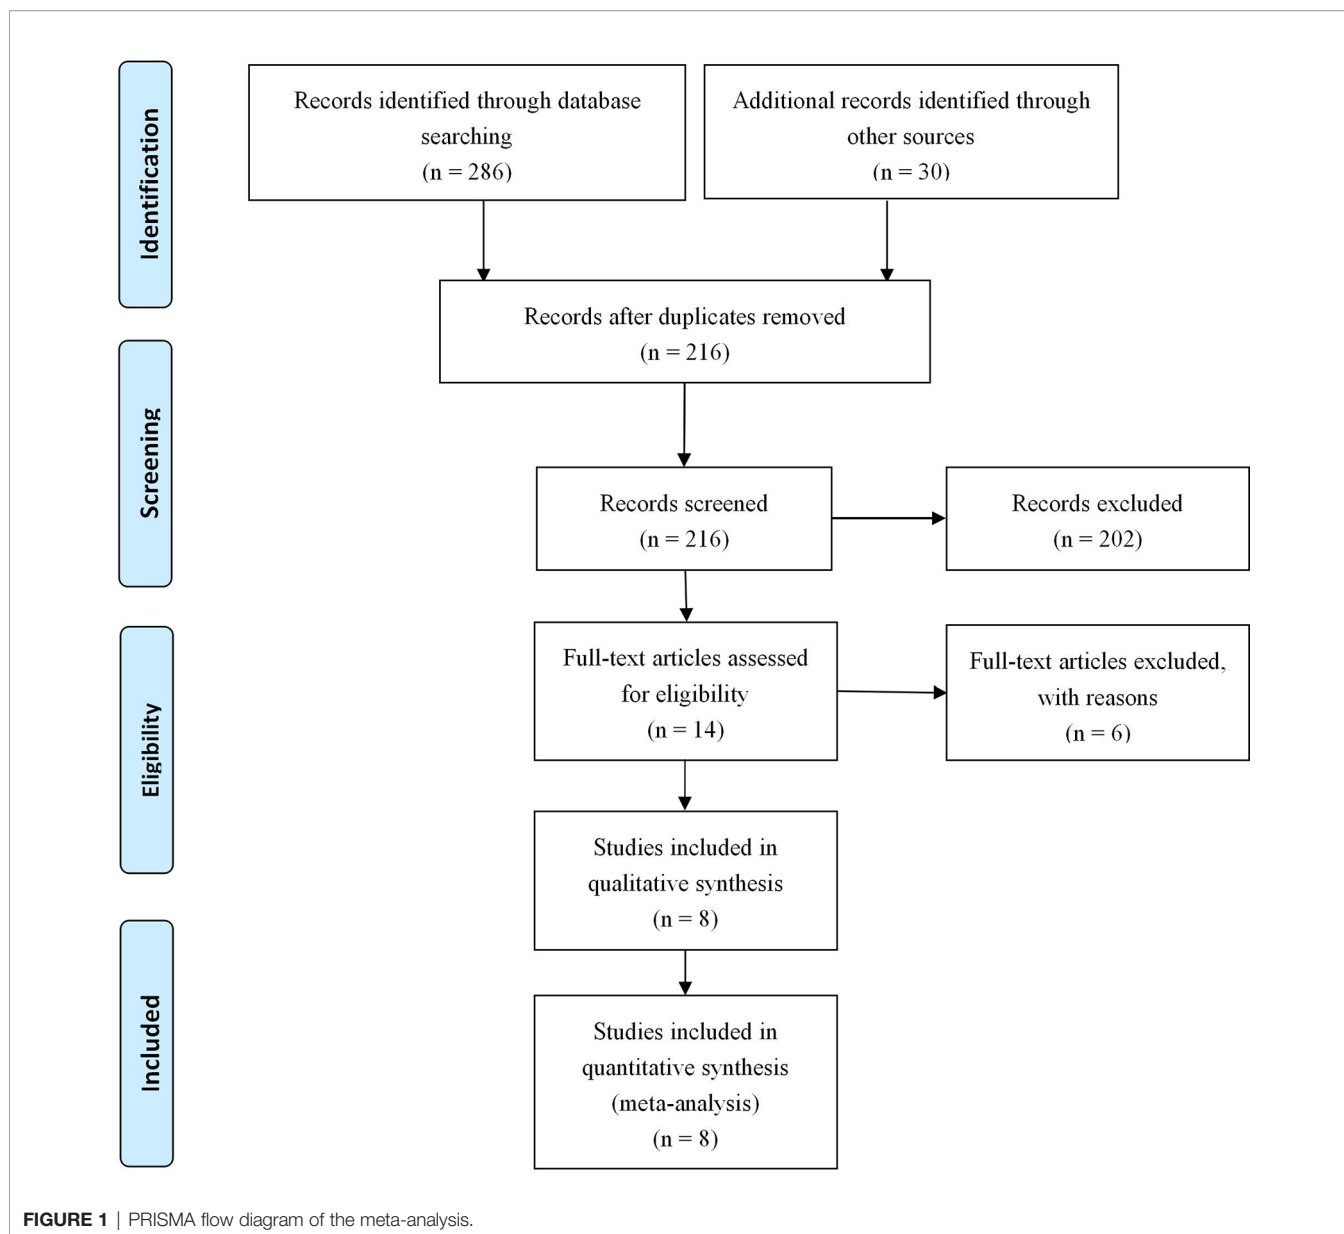 Identification
Records identified through database
searching
(n = 286)
Additional records identified through
other sources
(n = 30)
Records after duplicates removed
(n = 216)
Screening
Records screened
(n = 216)
Records excluded
(n = 202)
Eligibility
Full-text articles assessed
for eligibility
(n = 14)
Full-text articles excluded,
with reasons
(n = 6)
Studies included in
qualitative synthesis
(n = 8)
Included
Studies included in
quantitative synthesis
(meta-analysis)
(n = 8)
FIGURE 1 | PRISMA flow diagram of the meta-analysis.